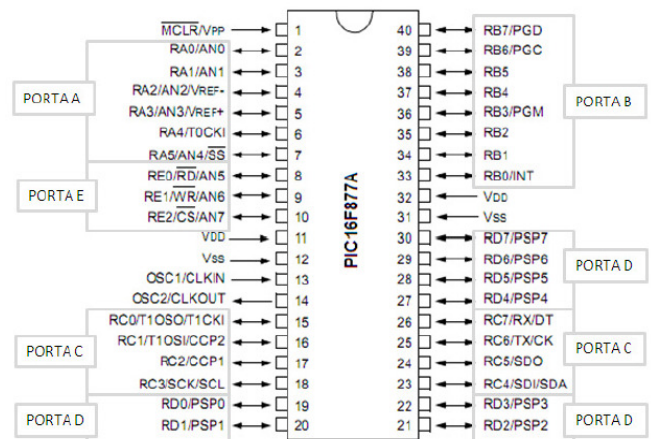 MCLR/VPP 1
RA0/AN0 2
RA1/AN1 3
RA2/AN2/VREF- 4
RA3/AN3/VREF+ 5
RA4/T0CKI 6
RA5/AN4/SS 7
RE0/RD/AN5 8
RE1/WR/AN6 9
RE2/CS/AN7 10
VDD 11
VSS 12
OSC1/CLKIN 13
OSC2/CLKOUT 14
RC0/T1OSO/T1CKI 15
RC1/T1OSI/CCP2 16
RC2/CCP1 17
RC3/SCK/SCL 18
RD0/PSP0 19
RD1/PSP1 20
PORTA A
PORTA E
PORTA C
PORTA D
PIC16F877A
40 RB7/PGD
39 RB6/PGC
38 RB5
37 RB4
36 RB3/PGM
35 RB2
34 RB1
33 RB0/INT
32 VDD
31 VSS
30 RD7/PSP7
29 RD6/PSP6
28 RD5/PSP5
27 RD4/PSP4
26 RC7/RX/DT
25 RC6/TX/CK
24 RC5/SDO
23 RC4/SDI/SDA
22 RD3/PSP3
21 RD2/PSP2
PORTA B
PORTA D
PORTA C
PORTA D